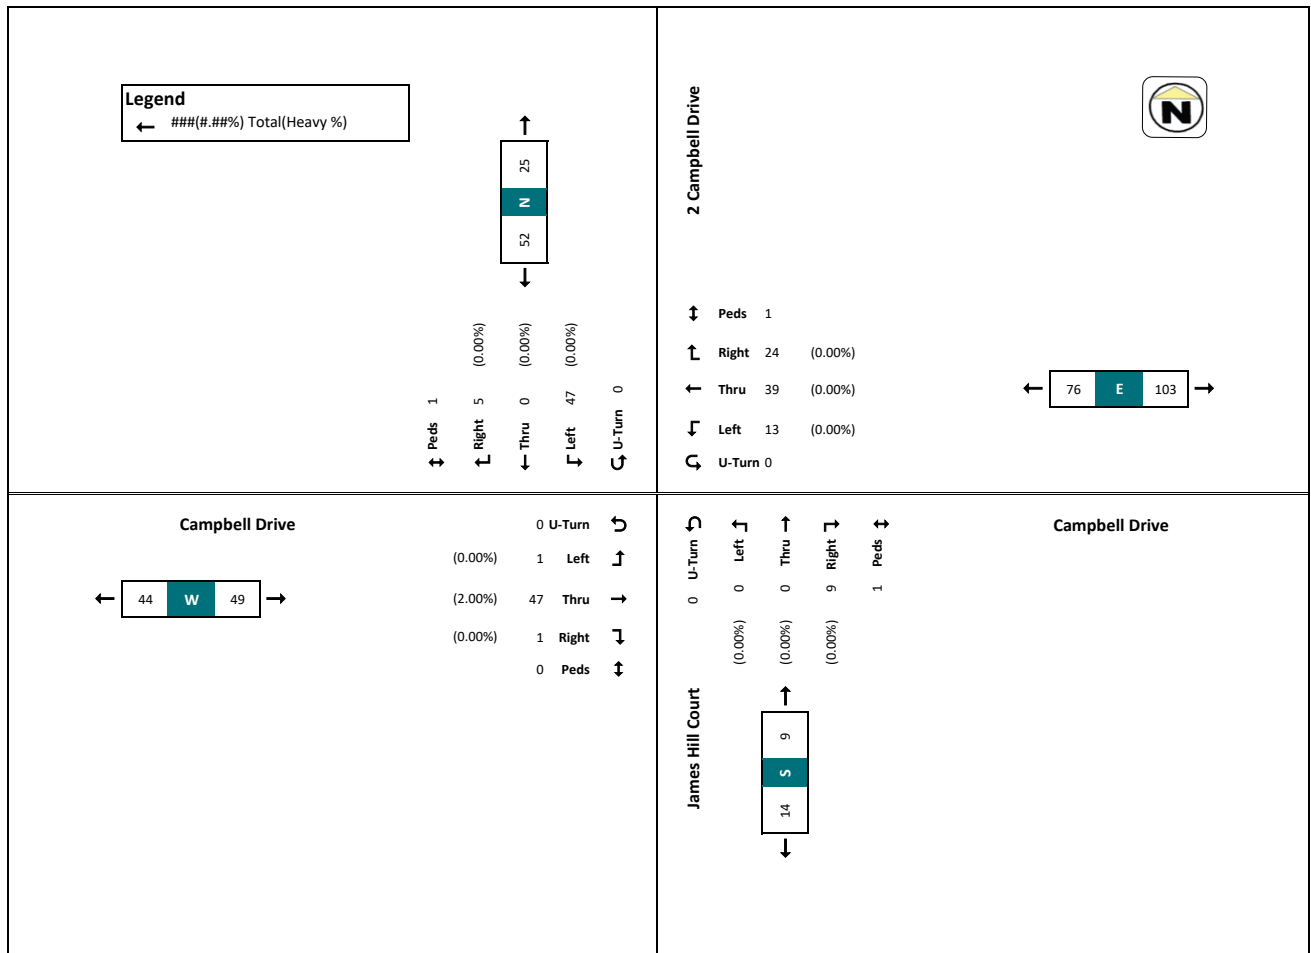 Legend
← ###(#.##%) Total(Heavy %)
25
N
52
Peds 1
Right 5 (0.00%)
Thru 0 (0.00%)
Left 47 (0.00%)
U-Turn 0
2 Campbell Drive
N
Peds 1
Right 24 (0.00%)
Thru 39 (0.00%)
Left 13 (0.00%)
U-Turn 0
76 E 103
Campbell Drive
44 W 49
0 U-Turn
(0.00%) 1 Left
(2.00%) 47 Thru
(0.00%) 1 Right
0 Peds
0 U-Turn
(0.00%) 0 Left
(0.00%) 0 Thru
(0.00%) 9 Right
1 Peds
James Hill Court
9
S
14
Campbell Drive